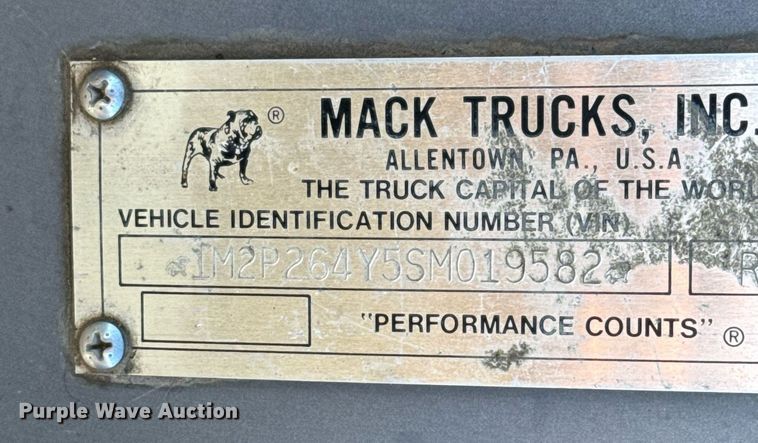 ®
MACK TRUCKS, INC.
ALLENTOWN, PA., U.S.A
THE TRUCK CAPITAL OF THE WORL
VEHICLE IDENTIFICATION NUMBER (VIN)
1M2P264Y5SM019582 R
"PERFORMANCE COUNTS" ®
Purple Wave Auction